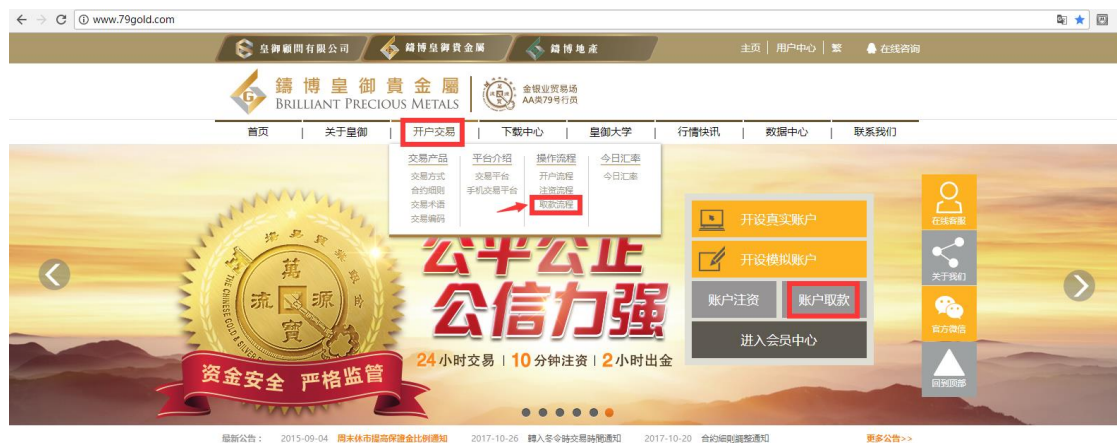 www.79gold.com
皇御顧問有限公司 鑄博皇御貴金屬 鑄博地產 主页 | 用户中心 | 繁 在线咨询
鑄博皇御貴金屬
BRILLIANT PRECIOUS METALS
金银业贸易场
AA类79号行员
首页 | 关于皇御 | 开户交易 | 下载中心 | 皇御大学 | 行情快讯 | 数据中心 | 联系我们
交易产品 平台介绍 操作流程 今日汇率
交易方式 交易平台 开户流程 今日汇率
合约细则 手机交易平台 注资流程
交易术语 取款流程
交易编码
公平公正
公信力强
24小时交易 | 10分钟注资 | 2小时出金
萬
流 源
寶
THE CHINESE GOLD & SILVER
资金安全 严格监管
开设真实账户
开设模拟账户
账户注资 账户取款
进入会员中心
在线客服
关于我们
官方微信
回到顶部
最新公告： 2015-09-04 周末休市提高保證金比例通知 2017-10-26 轉入冬令時交易時間通知 2017-10-20 合约細則調整通知 更多公告>>